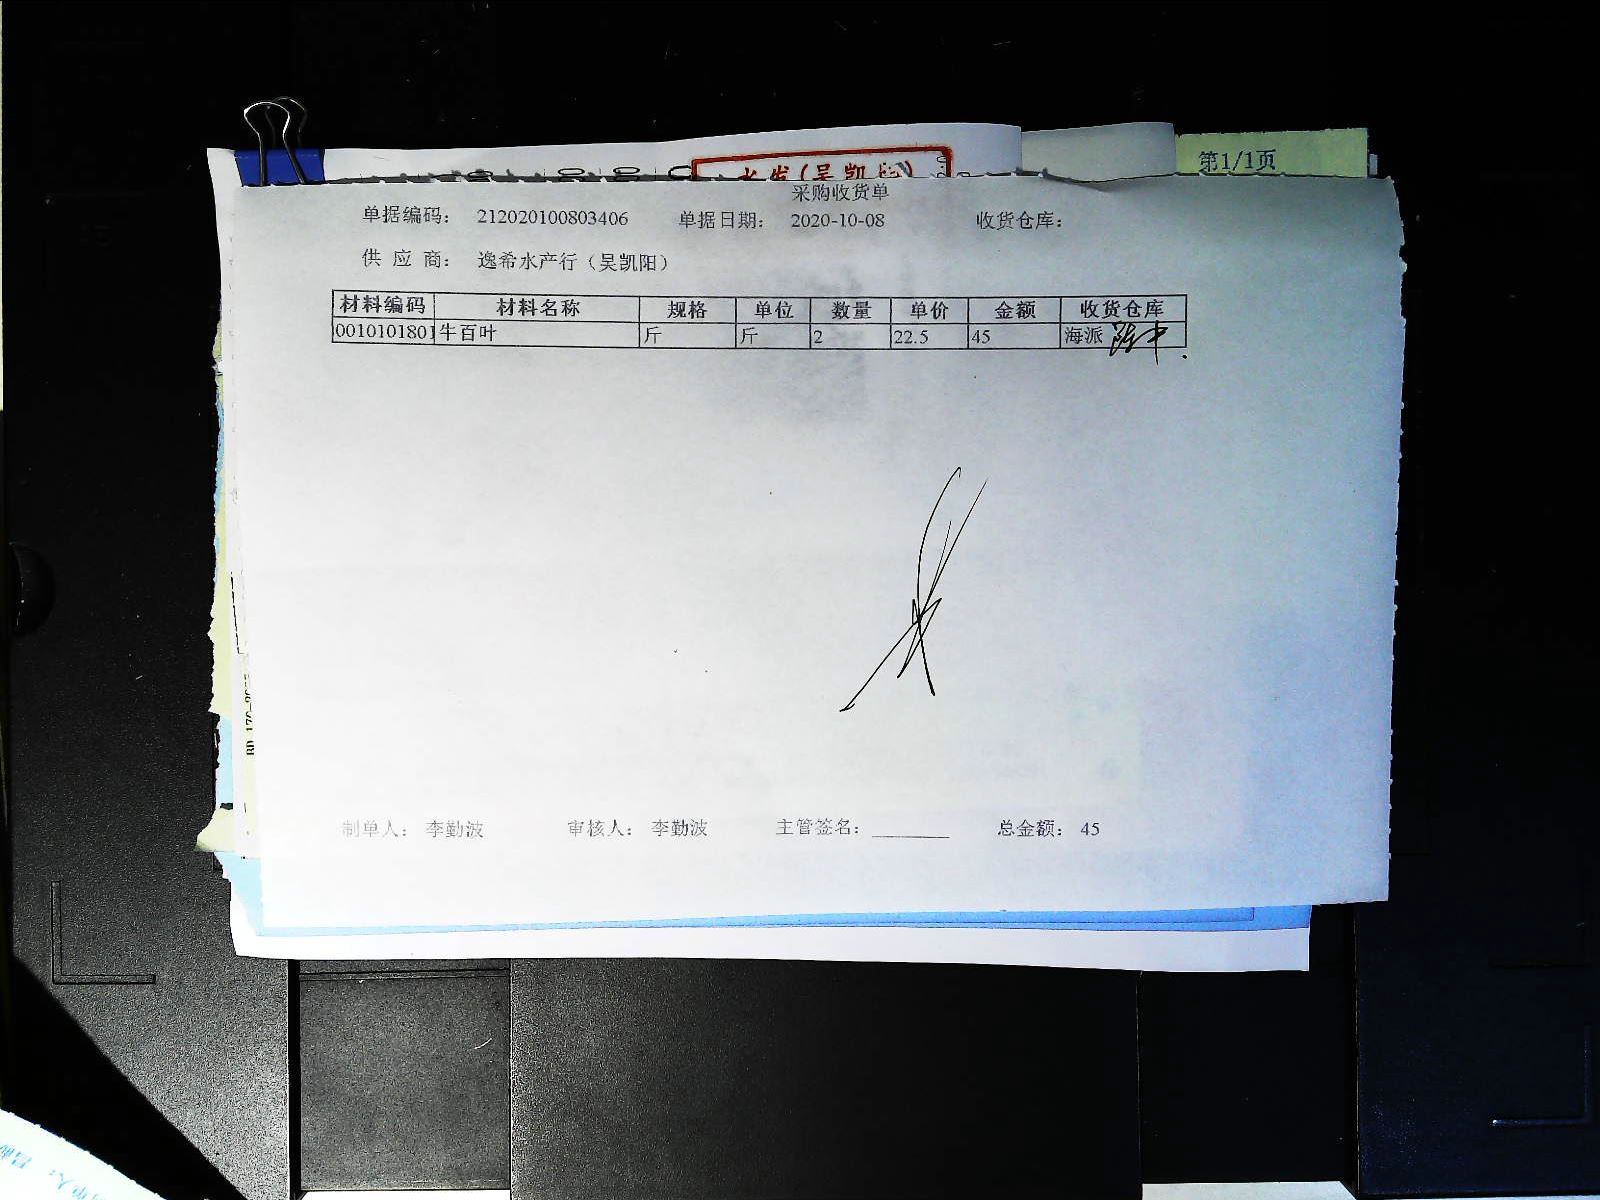 第1/1页
采购收货单
单据编码: 212020100803406 单据日期: 2020-10-08 收货仓库:
供 应 商: 逸希水产行（吴凯阳）
材料编码 材料名称 规格 单位 数量 单价 金额 收货仓库
0010101801 牛百叶 斤 斤 2 22.5 45 海派
制单人: 李勤波 审核人: 李勤波 主管签名: ________ 总金额: 45